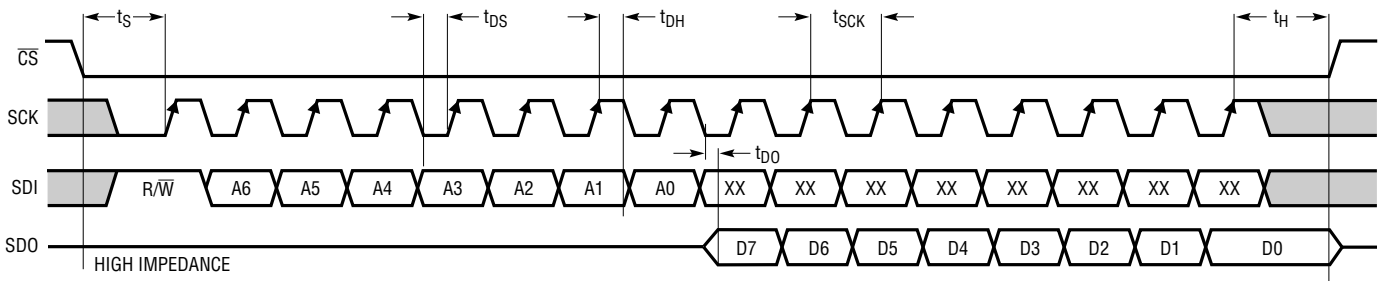 tS tDS tDH tSCK tH
CS
SCK
tDO
SDI R/W A6 A5 A4 A3 A2 A1 A0 XX XX XX XX XX XX XX XX
SDO D7 D6 D5 D4 D3 D2 D1 D0
HIGH IMPEDANCE